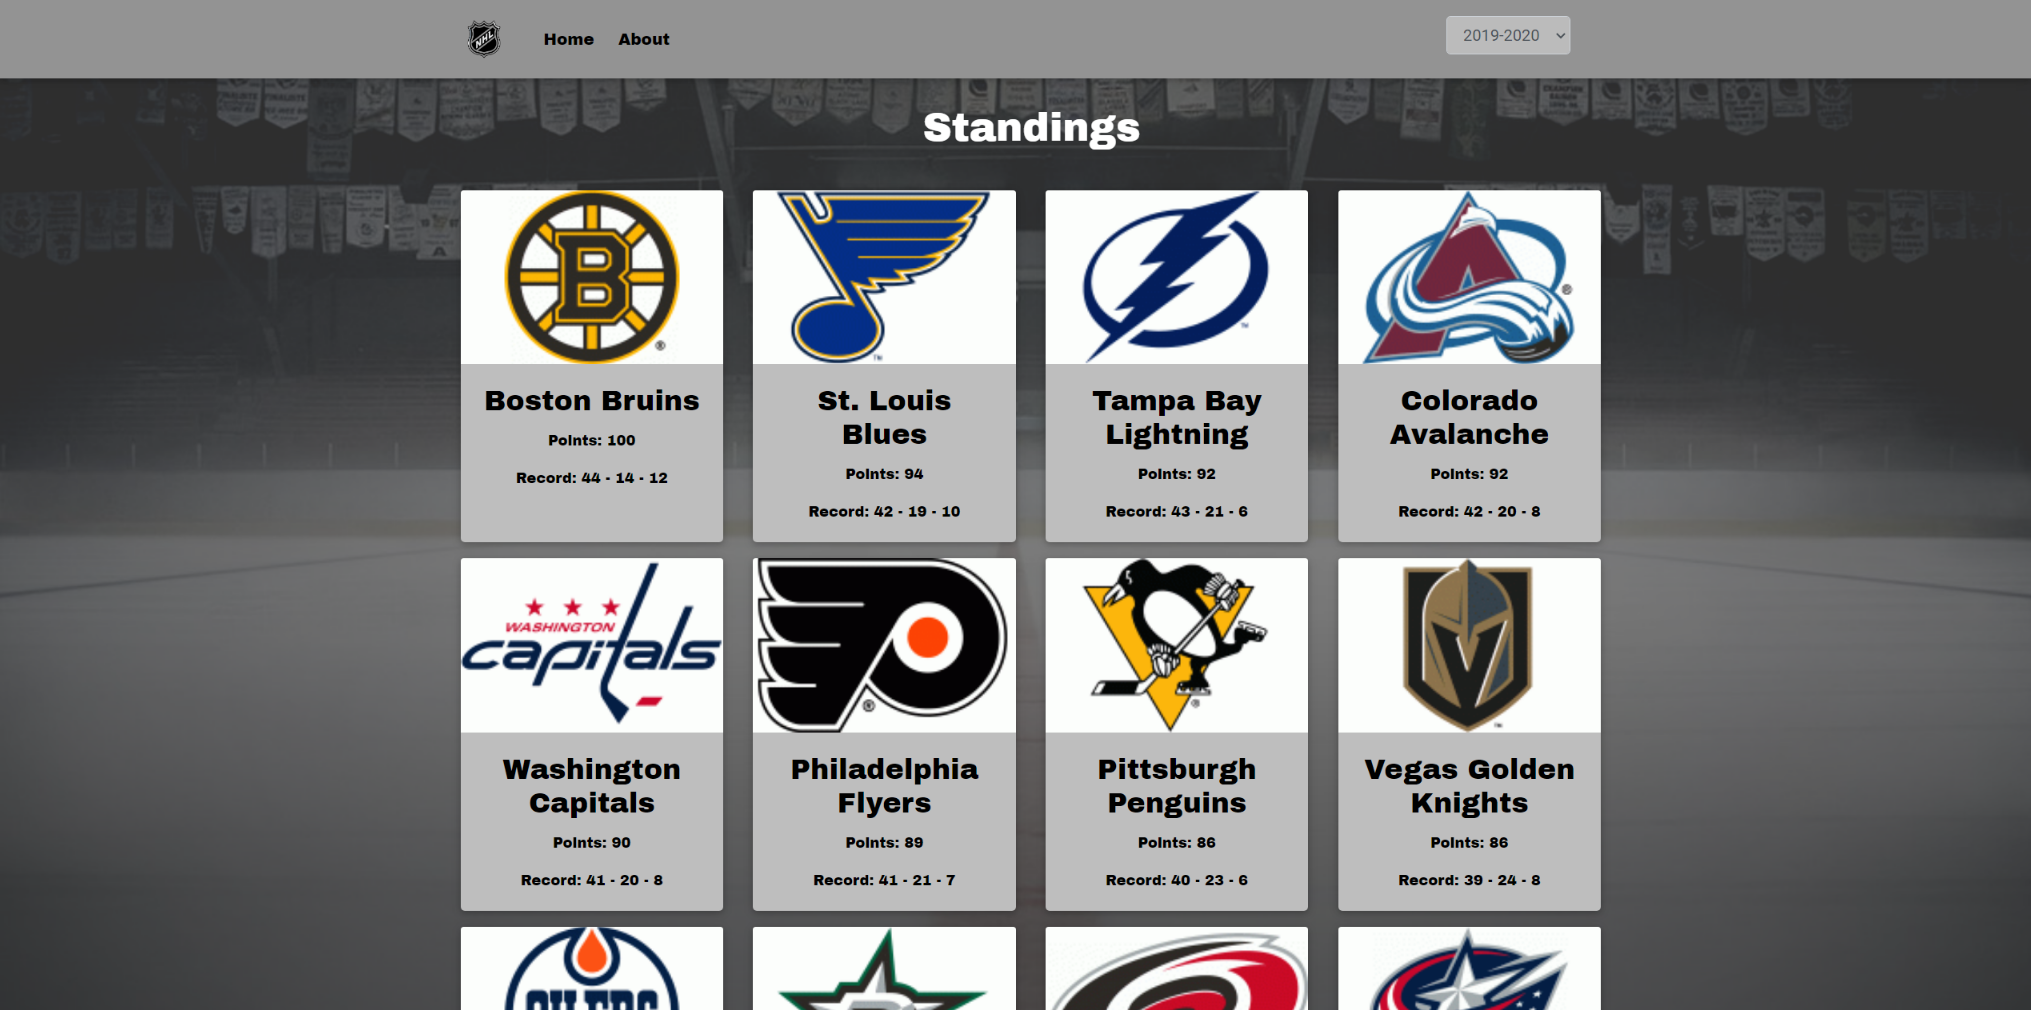 NHL
Home
About
2019-2020
Standings
B
Boston Bruins
Points: 100
Record: 44 - 14 - 12
St. Louis
Blues
Points: 94
Record: 42 - 19 - 10
Tampa Bay
Lightning
Points: 92
Record: 43 - 21 - 6
Colorado
Avalanche
Points: 92
Record: 42 - 20 - 8
WASHINGTON
capitals
Washington
Capitals
Points: 90
Record: 41 - 20 - 8
Philadelphia
Flyers
Points: 89
Record: 41 - 21 - 7
Pittsburgh
Penguins
Points: 86
Record: 40 - 23 - 6
Vegas Golden
Knights
Points: 86
Record: 39 - 24 - 8
OILERS